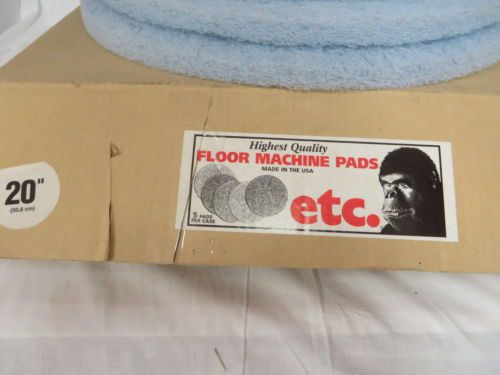 Highest Quality
FLOOR MACHINE PADS
MADE IN THE USA
20"
(50.8 cm)
5 PADS
PER CASE
etc.